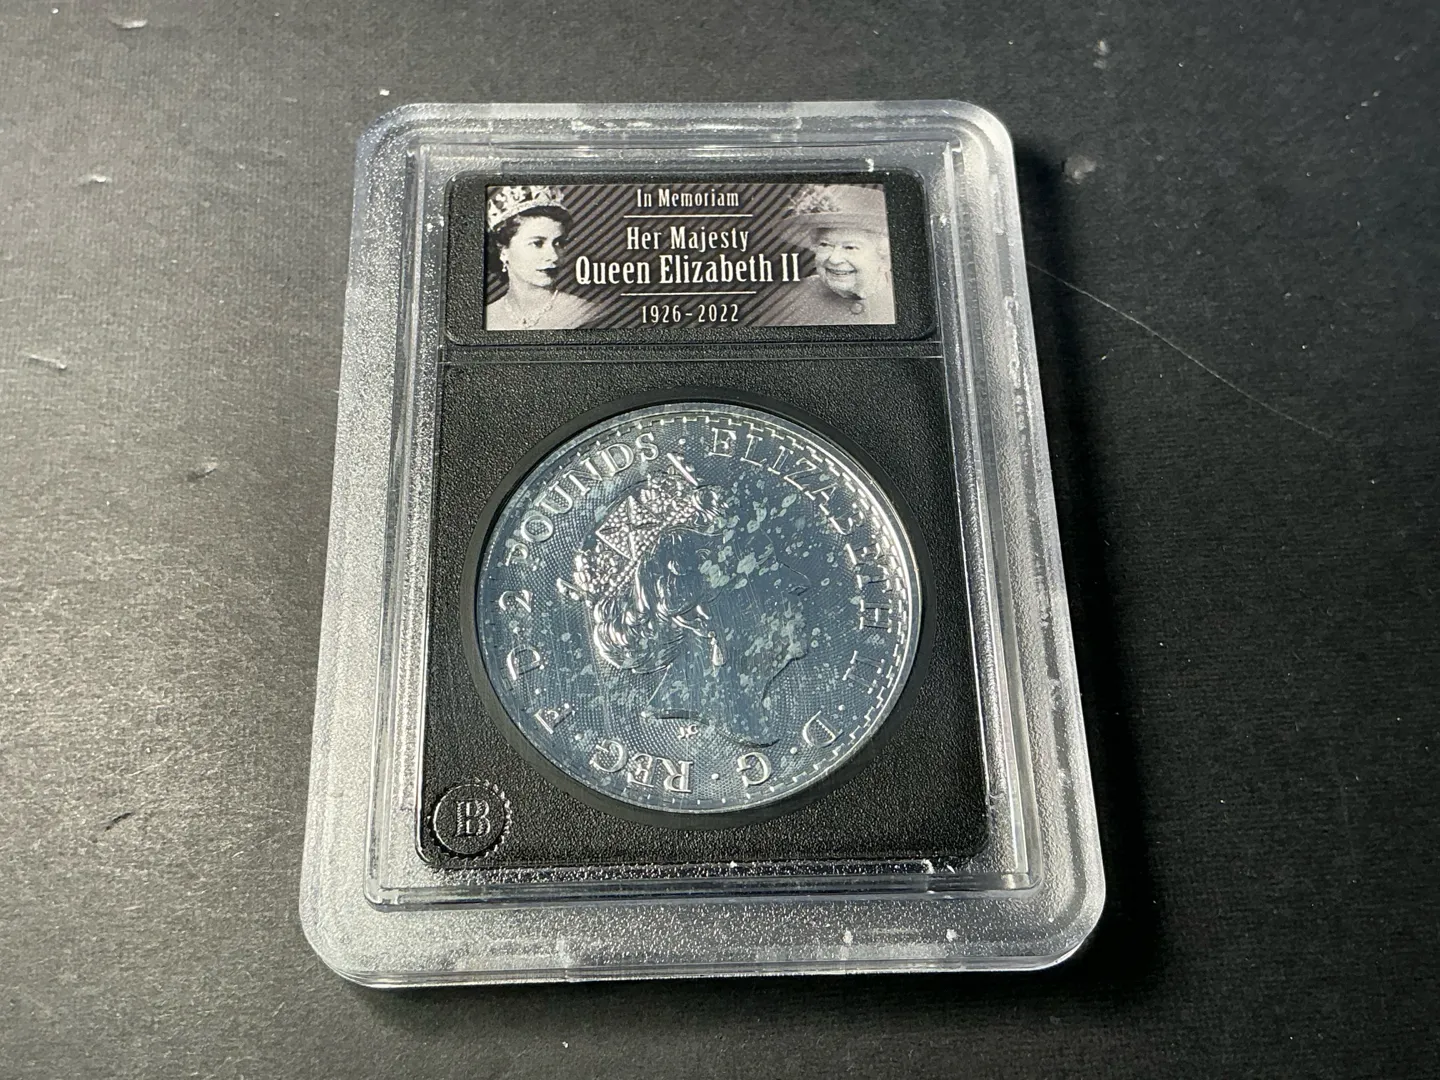 In Memoriam
Her Majesty
Queen Elizabeth II
1926-2022
ELIZABETH II · D · G · REG · F · D · 2 POUNDS ·
B